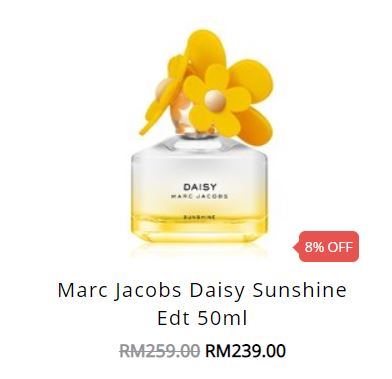 DAISY
MARC JACOBS
SUNSHINE
8% OFF
Marc Jacobs Daisy Sunshine
Edt 50ml
RM259.00 RM239.00